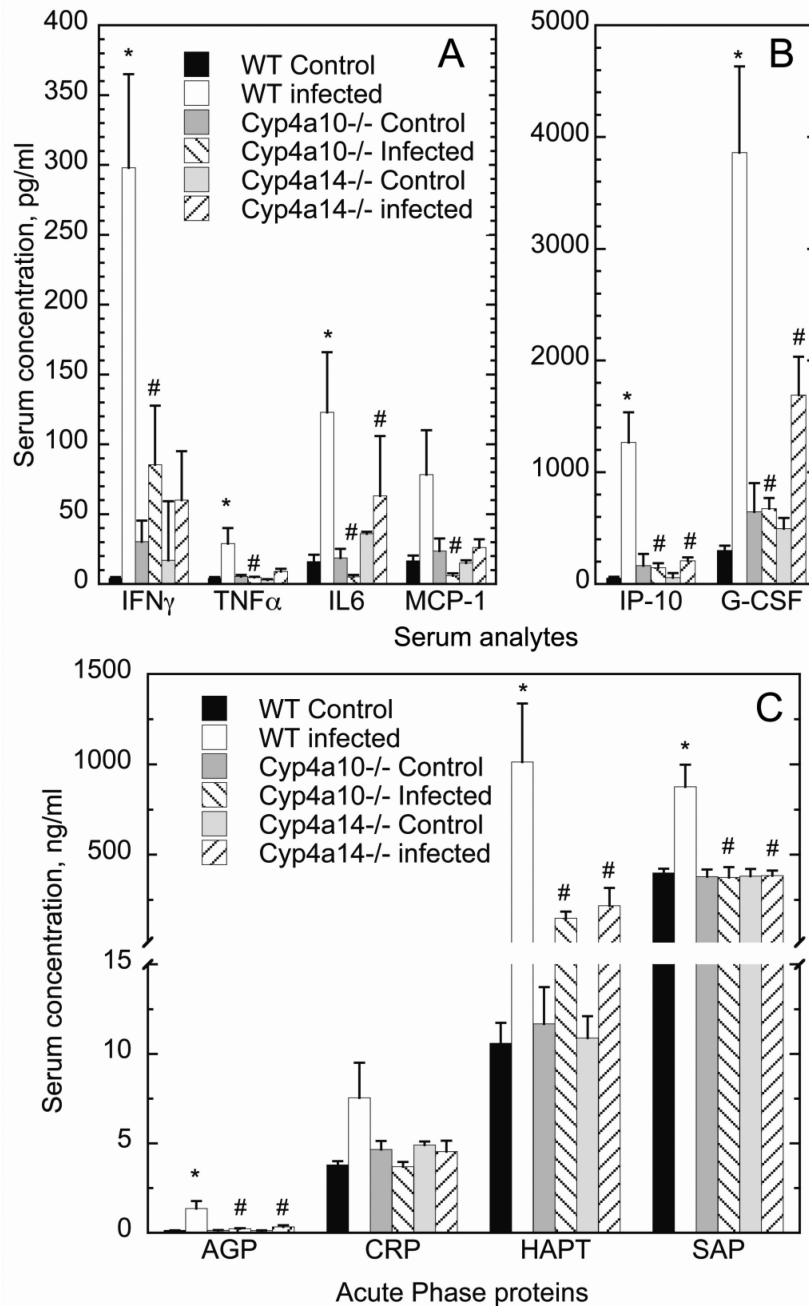 A
WT Control
WT infected
Cyp4a10-/- Control
Cyp4a10-/- Infected
Cyp4a14-/- Control
Cyp4a14-/- infected
Serum concentration, pg/ml
400
350
300
250
200
150
100
50
0
* # * # * # # #
IFNγ TNFα IL6 MCP-1
B
5000
4000
3000
2000
1000
0
* # # * # #
IP-10 G-CSF
Serum analytes
C
WT Control
WT infected
Cyp4a10-/- Control
Cyp4a10-/- Infected
Cyp4a14-/- Control
Cyp4a14-/- infected
Serum concentration, ng/ml
1500
1000
500
15
10
5
0
* # # * # # * # #
AGP CRP HAPT SAP
Acute Phase proteins